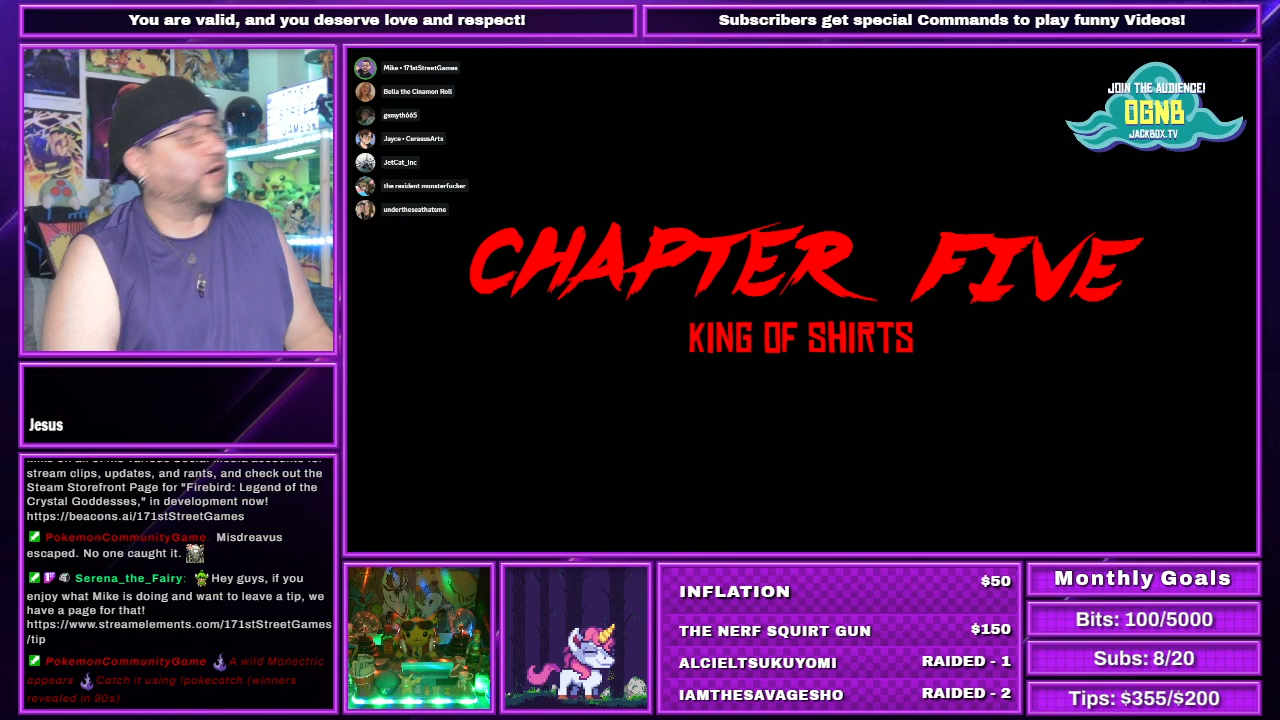 You are valid, and you deserve love and respect!
Subscribers get special Commands to play funny Videos!
Mike • 171stStreetGames
Bella the Cinamon Roll
gsmyth665
Jayce • CerasusArts
JetCat_Inc
the resident monsterfucker
undertheseathatsme
JOIN THE AUDIENCE!
OGNB
JACKBOX.TV
CHAPTER FIVE
KING OF SHIRTS
Jesus
stream clips, updates, and rants, and check out the
Steam Storefront Page for "Firebird: Legend of the
Crystal Goddesses," in development now!
https://beacons.ai/171stStreetGames
PokemonCommunityGame Misdreavus
escaped. No one caught it.
Serena_the_Fairy: Hey guys, if you
enjoy what Mike is doing and want to leave a tip, we
have a page for that!
https://www.streamelements.com/171stStreetGames
/tip
PokemonCommunityGame A wild Manectric
appears Catch it using !pokecatch (winners
revealed in 90s)
INFLATION $50
THE NERF SQUIRT GUN $150
ALCIELTSUKUYOMI RAIDED - 1
IAMTHESAVAGESHO RAIDED - 2
Monthly Goals
Bits: 100/5000
Subs: 8/20
Tips: $355/$200